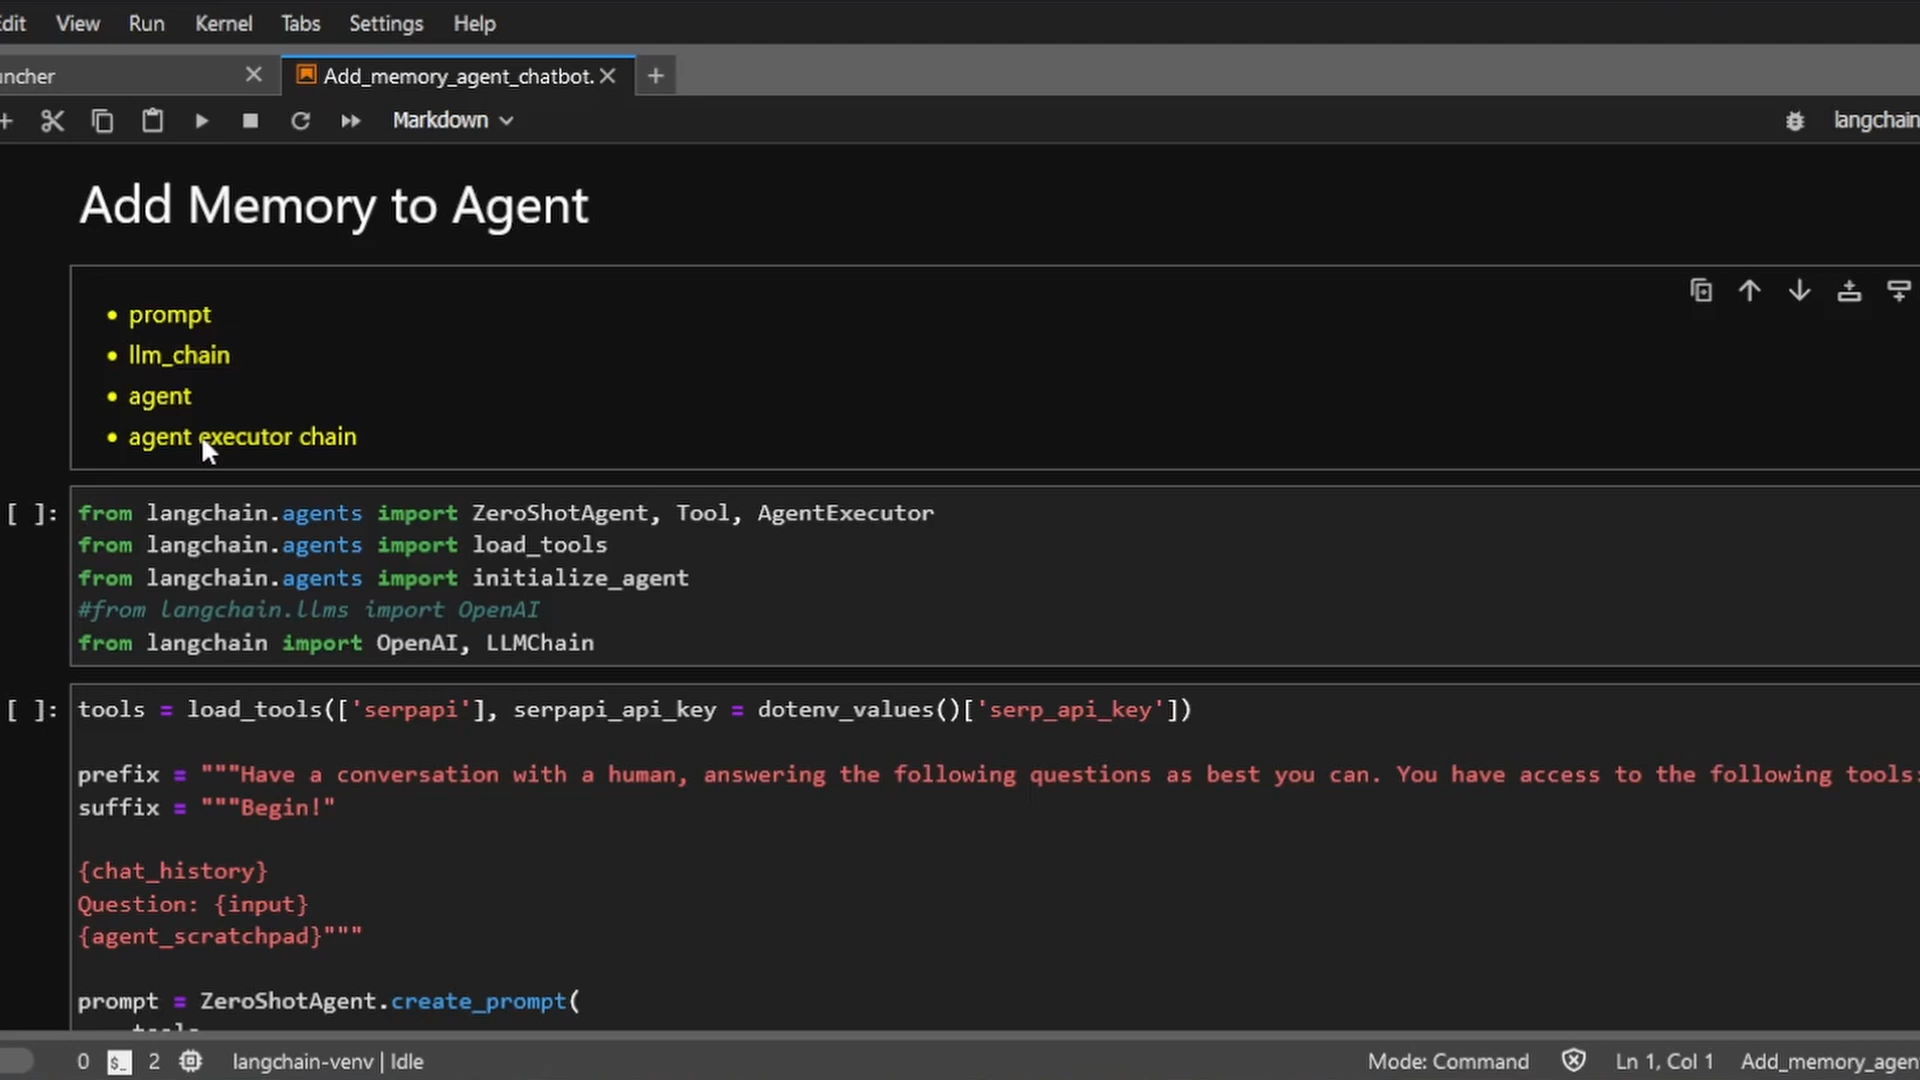 dit View Run Kernel Tabs Settings Help
uncher Add_memory_agent_chatbot.
Markdown langchain
Add Memory to Agent
• prompt
• llm_chain
• agent
• agent executor chain
[ ]: from langchain.agents import ZeroShotAgent, Tool, AgentExecutor
from langchain.agents import load_tools
from langchain.agents import initialize_agent
#from langchain.llms import OpenAI
from langchain import OpenAI, LLMChain
[ ]: tools = load_tools(['serpapi'], serpapi_api_key = dotenv_values()['serp_api_key'])
prefix = """Have a conversation with a human, answering the following questions as best you can. You have access to the following tools:
suffix = """Begin!"
{chat_history}
Question: {input}
{agent_scratchpad}"""
prompt = ZeroShotAgent.create_prompt(
tools
0 $_ 2 langchain-venv | Idle Mode: Command Ln 1, Col 1 Add_memory_agen